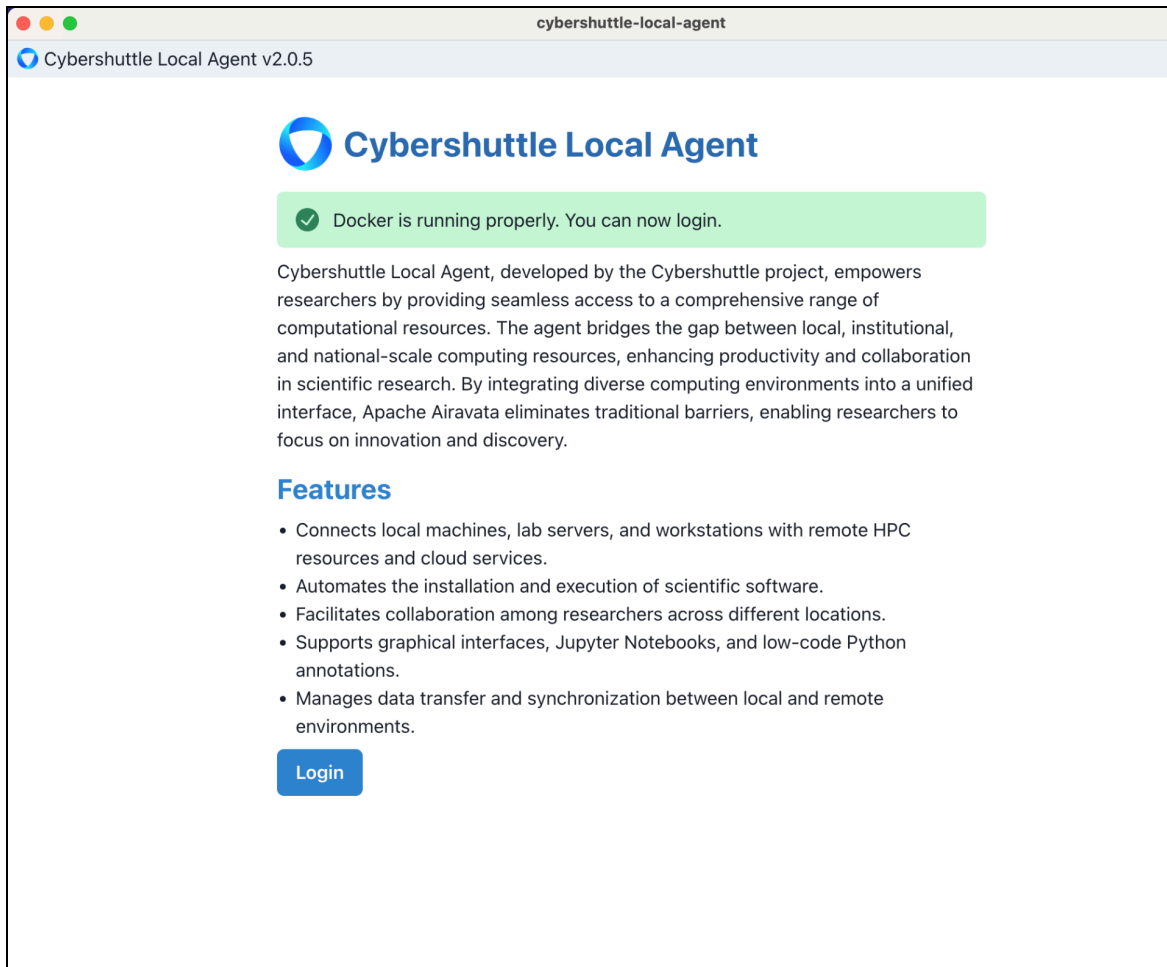 cybershuttle-local-agent
Cybershuttle Local Agent v2.0.5
Cybershuttle Local Agent
Docker is running properly. You can now login.
Cybershuttle Local Agent, developed by the Cybershuttle project, empowers
researchers by providing seamless access to a comprehensive range of
computational resources. The agent bridges the gap between local, institutional,
and national-scale computing resources, enhancing productivity and collaboration
in scientific research. By integrating diverse computing environments into a unified
interface, Apache Airavata eliminates traditional barriers, enabling researchers to
focus on innovation and discovery.
Features
• Connects local machines, lab servers, and workstations with remote HPC
resources and cloud services.
• Automates the installation and execution of scientific software.
• Facilitates collaboration among researchers across different locations.
• Supports graphical interfaces, Jupyter Notebooks, and low-code Python
annotations.
• Manages data transfer and synchronization between local and remote
environments.
Login